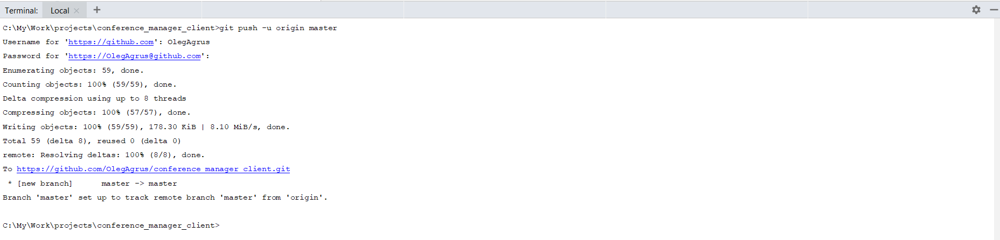 Terminal: Local × +
C:\My\Work\projects\conference_manager_client>git push -u origin master
Username for 'https://github.com': OlegAgrus
Password for 'https://OlegAgrus@github.com':
Enumerating objects: 59, done.
Counting objects: 100% (59/59), done.
Delta compression using up to 8 threads
Compressing objects: 100% (57/57), done.
Writing objects: 100% (59/59), 178.30 KiB | 8.10 MiB/s, done.
Total 59 (delta 8), reused 0 (delta 0)
remote: Resolving deltas: 100% (8/8), done.
To https://github.com/OlegAgrus/conference_manager_client.git
 * [new branch]      master -> master
Branch 'master' set up to track remote branch 'master' from 'origin'.
C:\My\Work\projects\conference_manager_client>